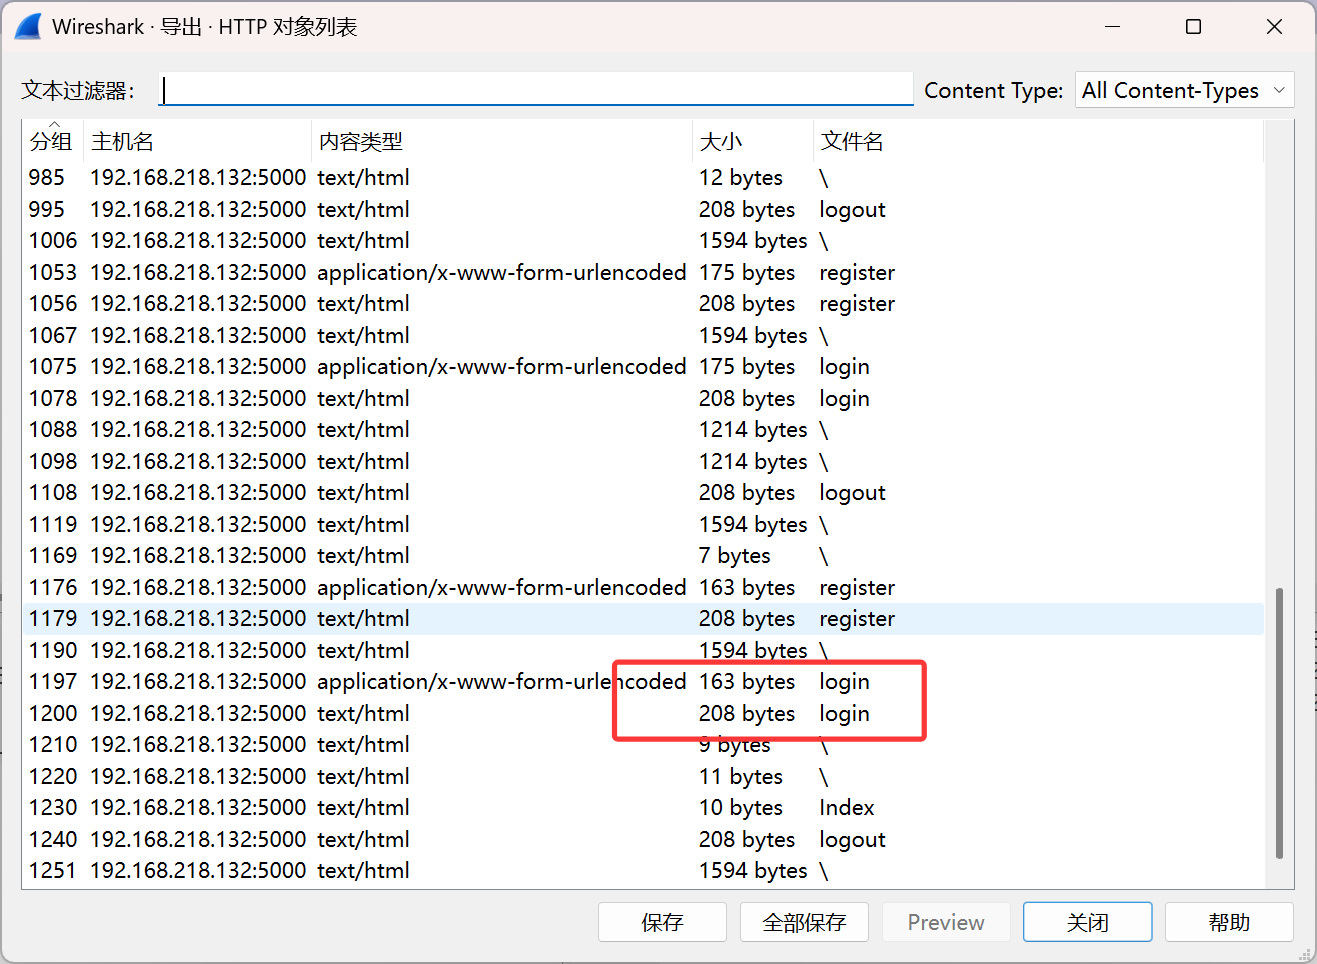 Wireshark · 导出 · HTTP 对象列表
文本过滤器: Content Type: All Content-Types
分组 主机名 内容类型 大小 文件名
985 192.168.218.132:5000 text/html 12 bytes \
995 192.168.218.132:5000 text/html 208 bytes logout
1006 192.168.218.132:5000 text/html 1594 bytes \
1053 192.168.218.132:5000 application/x-www-form-urlencoded 175 bytes register
1056 192.168.218.132:5000 text/html 208 bytes register
1067 192.168.218.132:5000 text/html 1594 bytes \
1075 192.168.218.132:5000 application/x-www-form-urlencoded 175 bytes login
1078 192.168.218.132:5000 text/html 208 bytes login
1088 192.168.218.132:5000 text/html 1214 bytes \
1098 192.168.218.132:5000 text/html 1214 bytes \
1108 192.168.218.132:5000 text/html 208 bytes logout
1119 192.168.218.132:5000 text/html 1594 bytes \
1169 192.168.218.132:5000 text/html 7 bytes \
1176 192.168.218.132:5000 application/x-www-form-urlencoded 163 bytes register
1179 192.168.218.132:5000 text/html 208 bytes register
1190 192.168.218.132:5000 text/html 1594 bytes \
1197 192.168.218.132:5000 application/x-www-form-urlencoded 163 bytes login
1200 192.168.218.132:5000 text/html 208 bytes login
1210 192.168.218.132:5000 text/html 9 bytes \
1220 192.168.218.132:5000 text/html 11 bytes \
1230 192.168.218.132:5000 text/html 10 bytes Index
1240 192.168.218.132:5000 text/html 208 bytes logout
1251 192.168.218.132:5000 text/html 1594 bytes \
保存 全部保存 Preview 关闭 帮助